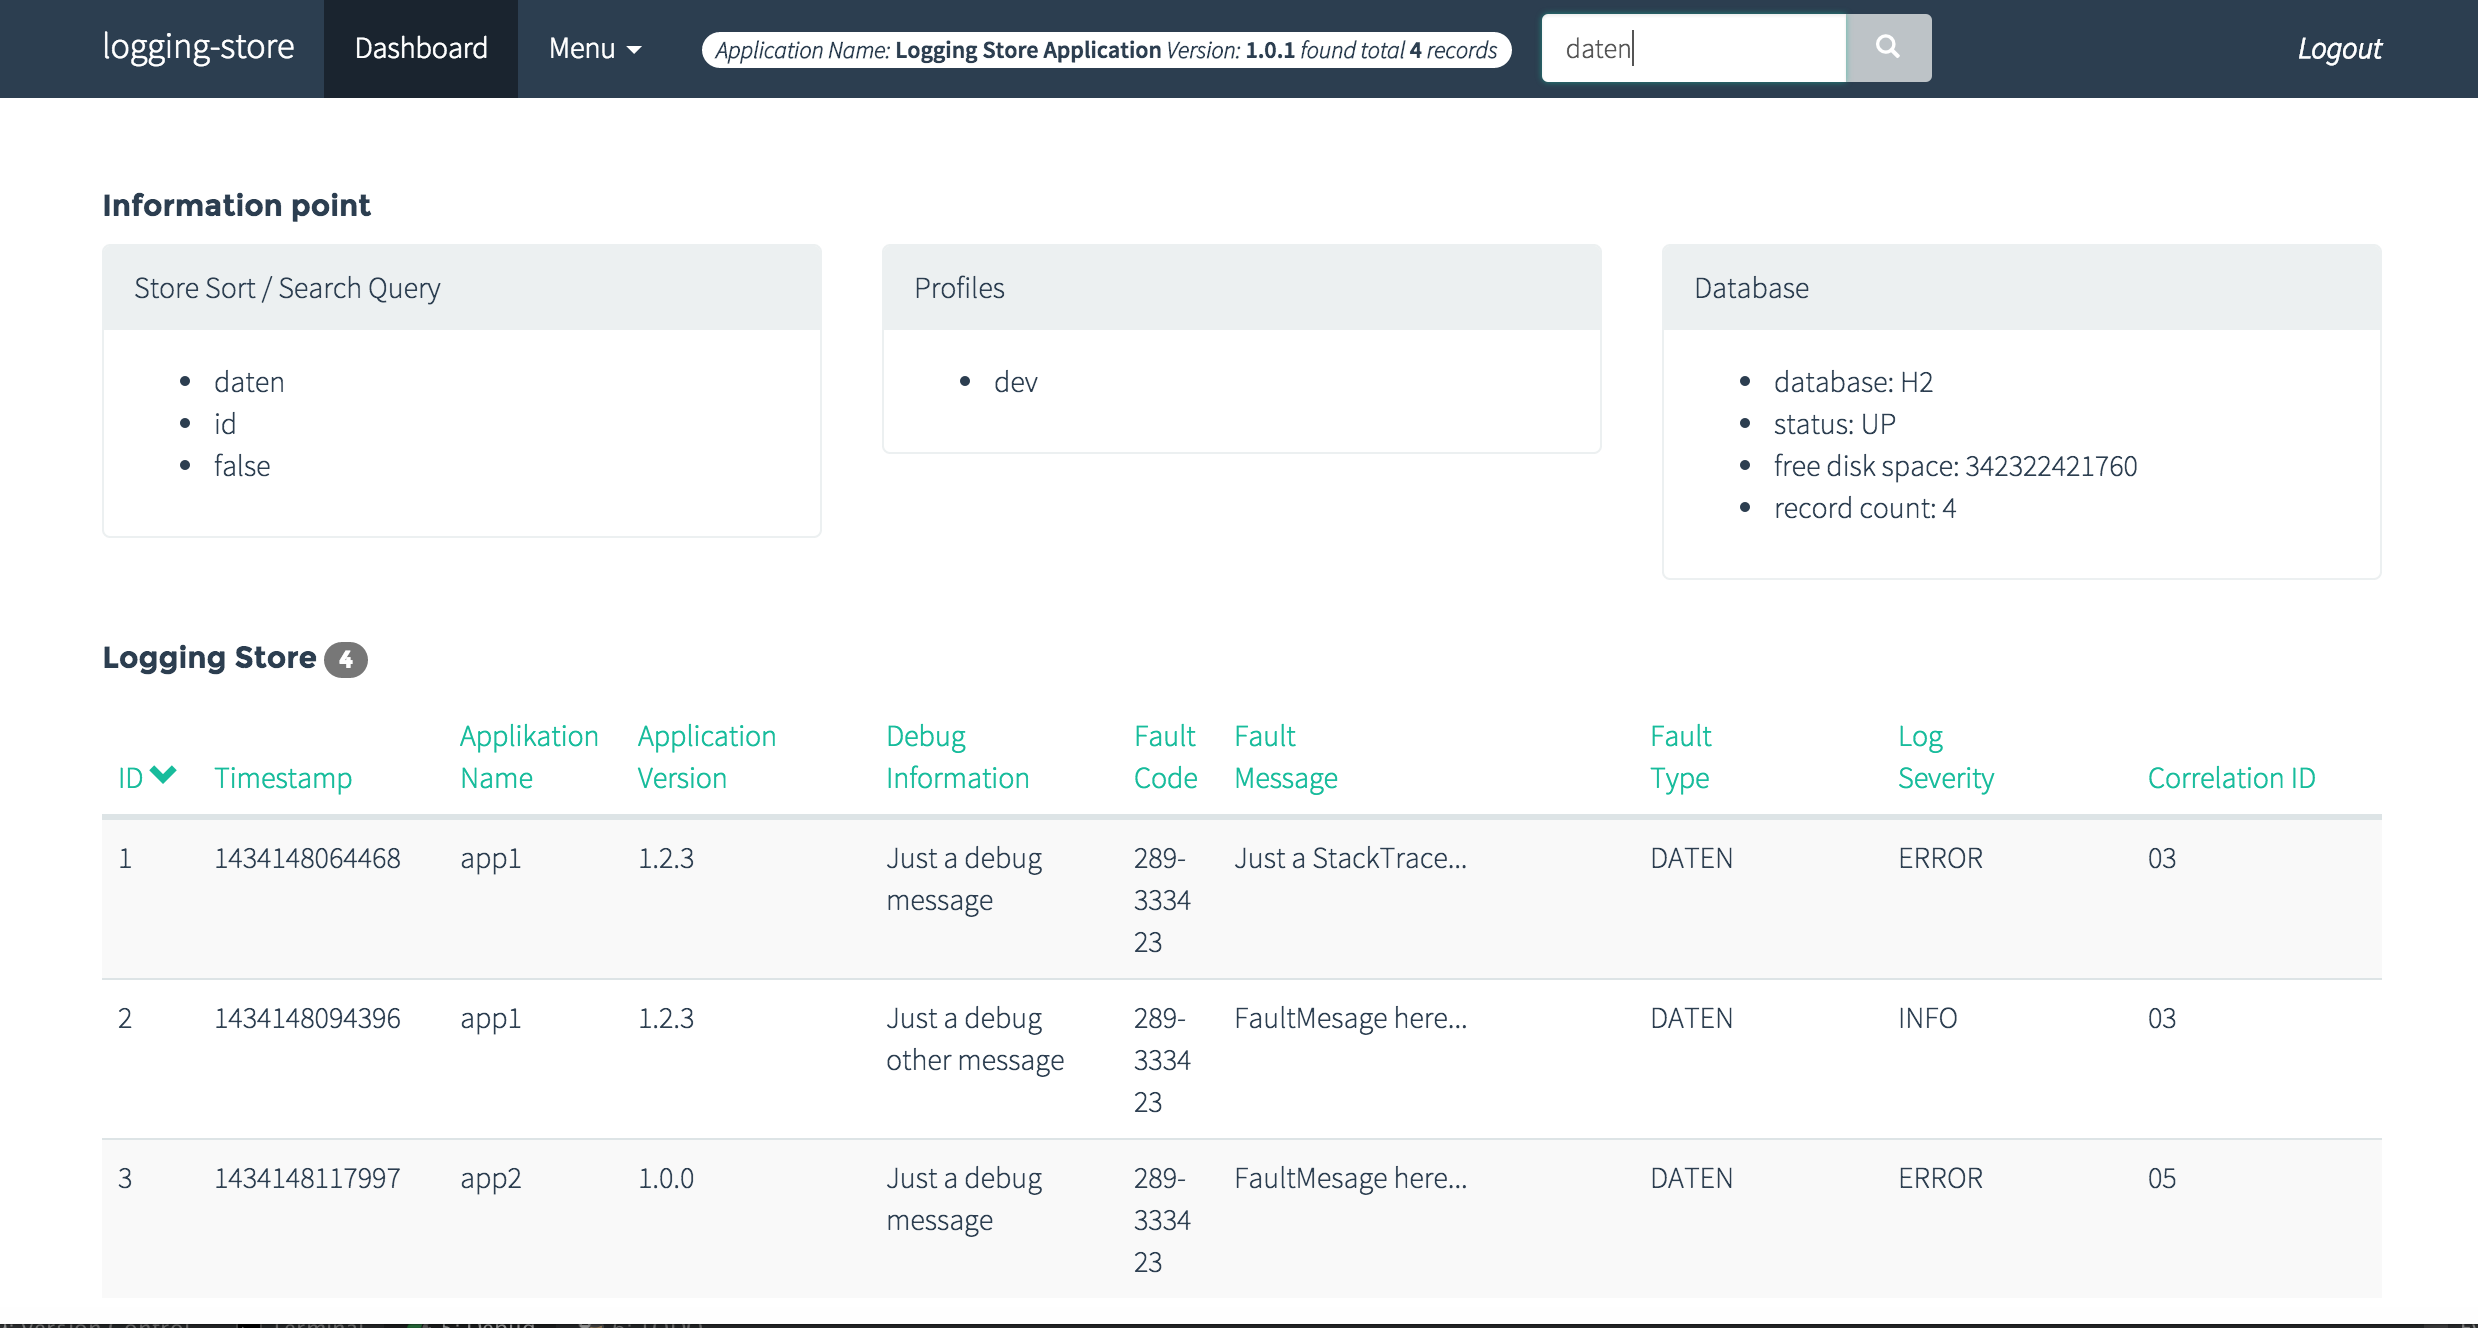 logging-store Dashboard Menu Application Name: Logging Store Application Version: 1.0.1 found total 4 records daten Logout
Information point
Store Sort / Search Query
daten
id
false
Profiles
dev
Database
database: H2
status: UP
free disk space: 342322421760
record count: 4
Logging Store 4
ID Timestamp Applikation Name Application Version Debug Information Fault Code Fault Message Fault Type Log Severity Correlation ID
1 1434148064468 app1 1.2.3 Just a debug message 289-333423 Just a StackTrace... DATEN ERROR 03
2 1434148094396 app1 1.2.3 Just a debug other message 289-333423 FaultMesage here... DATEN INFO 03
3 1434148117997 app2 1.0.0 Just a debug message 289-333423 FaultMesage here... DATEN ERROR 05